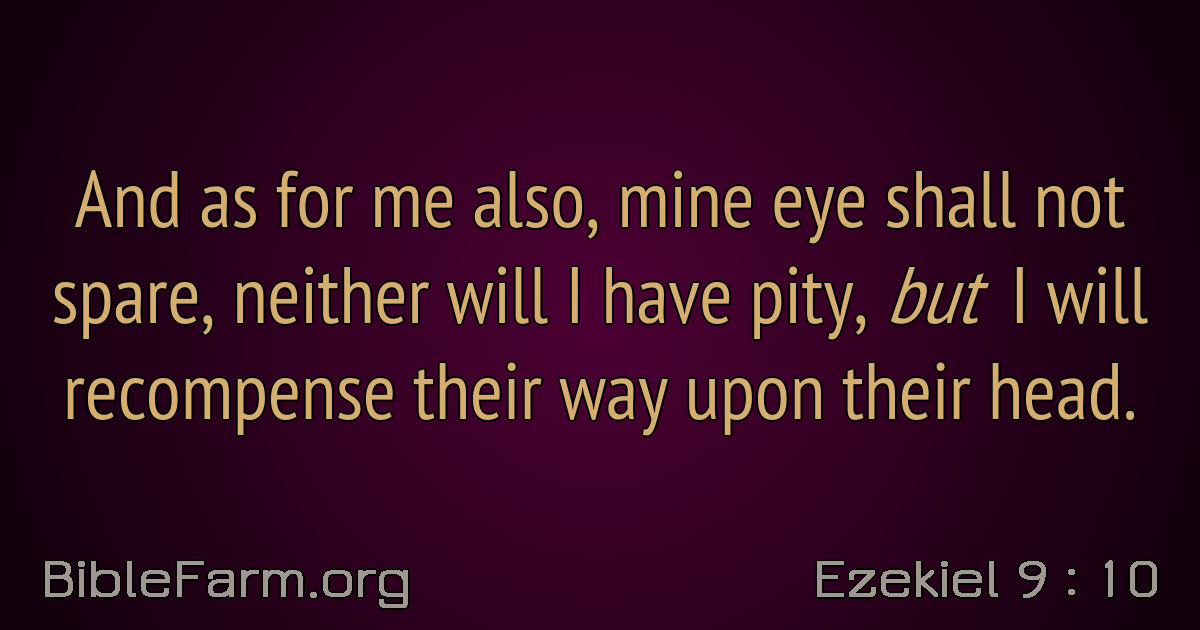 And as for me also, mine eye shall not
spare, neither will I have pity, but I will
recompense their way upon their head.
BibleFarm.org
Ezekiel 9 : 10